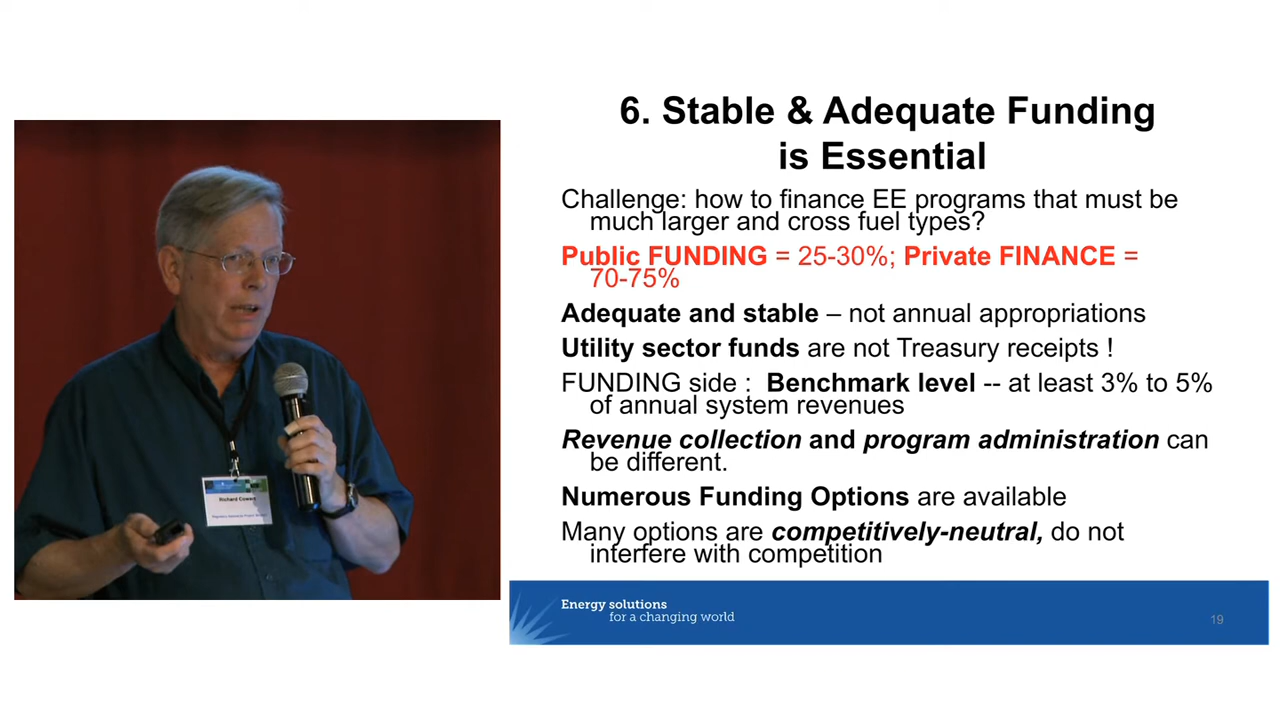 6. Stable & Adequate Funding
is Essential
Challenge: how to finance EE programs that must be
much larger and cross fuel types?
Public FUNDING = 25-30%; Private FINANCE =
70-75%
Adequate and stable – not annual appropriations
Utility sector funds are not Treasury receipts !
FUNDING side : Benchmark level -- at least 3% to 5%
of annual system revenues
Revenue collection and program administration can
be different.
Numerous Funding Options are available
Many options are competitively-neutral, do not
interfere with competition
Energy solutions
for a changing world
19
Richard Cowart